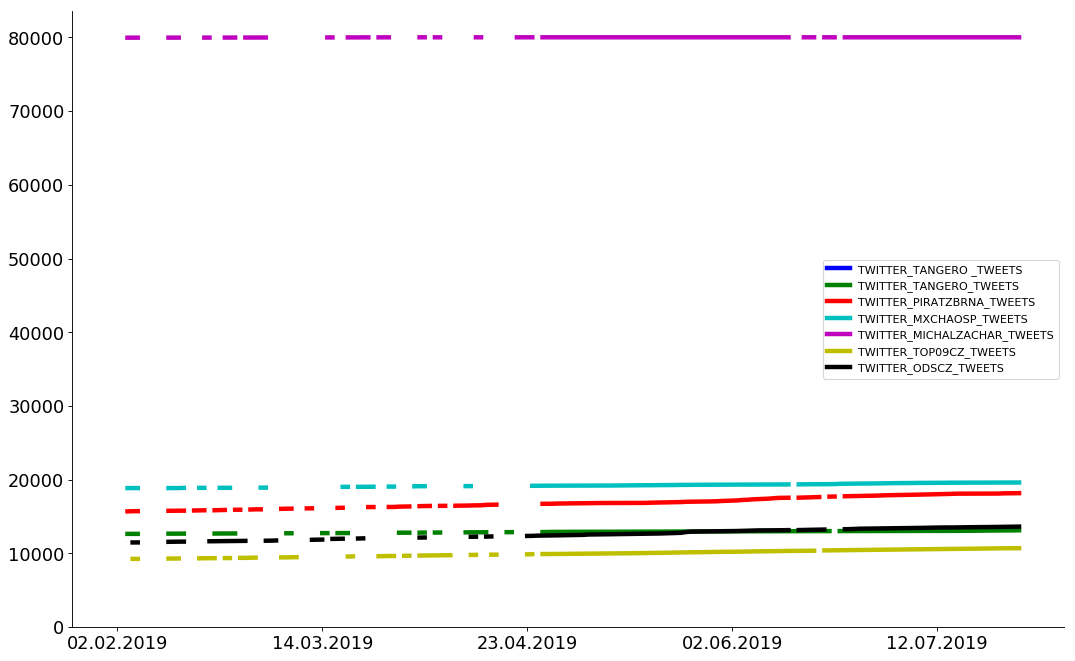 80000
70000
60000
50000
40000
30000
20000
10000
0
02.02.2019 14.03.2019 23.04.2019 02.06.2019 12.07.2019
TWITTER_TANGERO _TWEETS
TWITTER_TANGERO_TWEETS
TWITTER_PIRATZBRNA_TWEETS
TWITTER_MXCHAOSP_TWEETS
TWITTER_MICHALZACHAR_TWEETS
TWITTER_TOP09CZ_TWEETS
TWITTER_ODSCZ_TWEETS